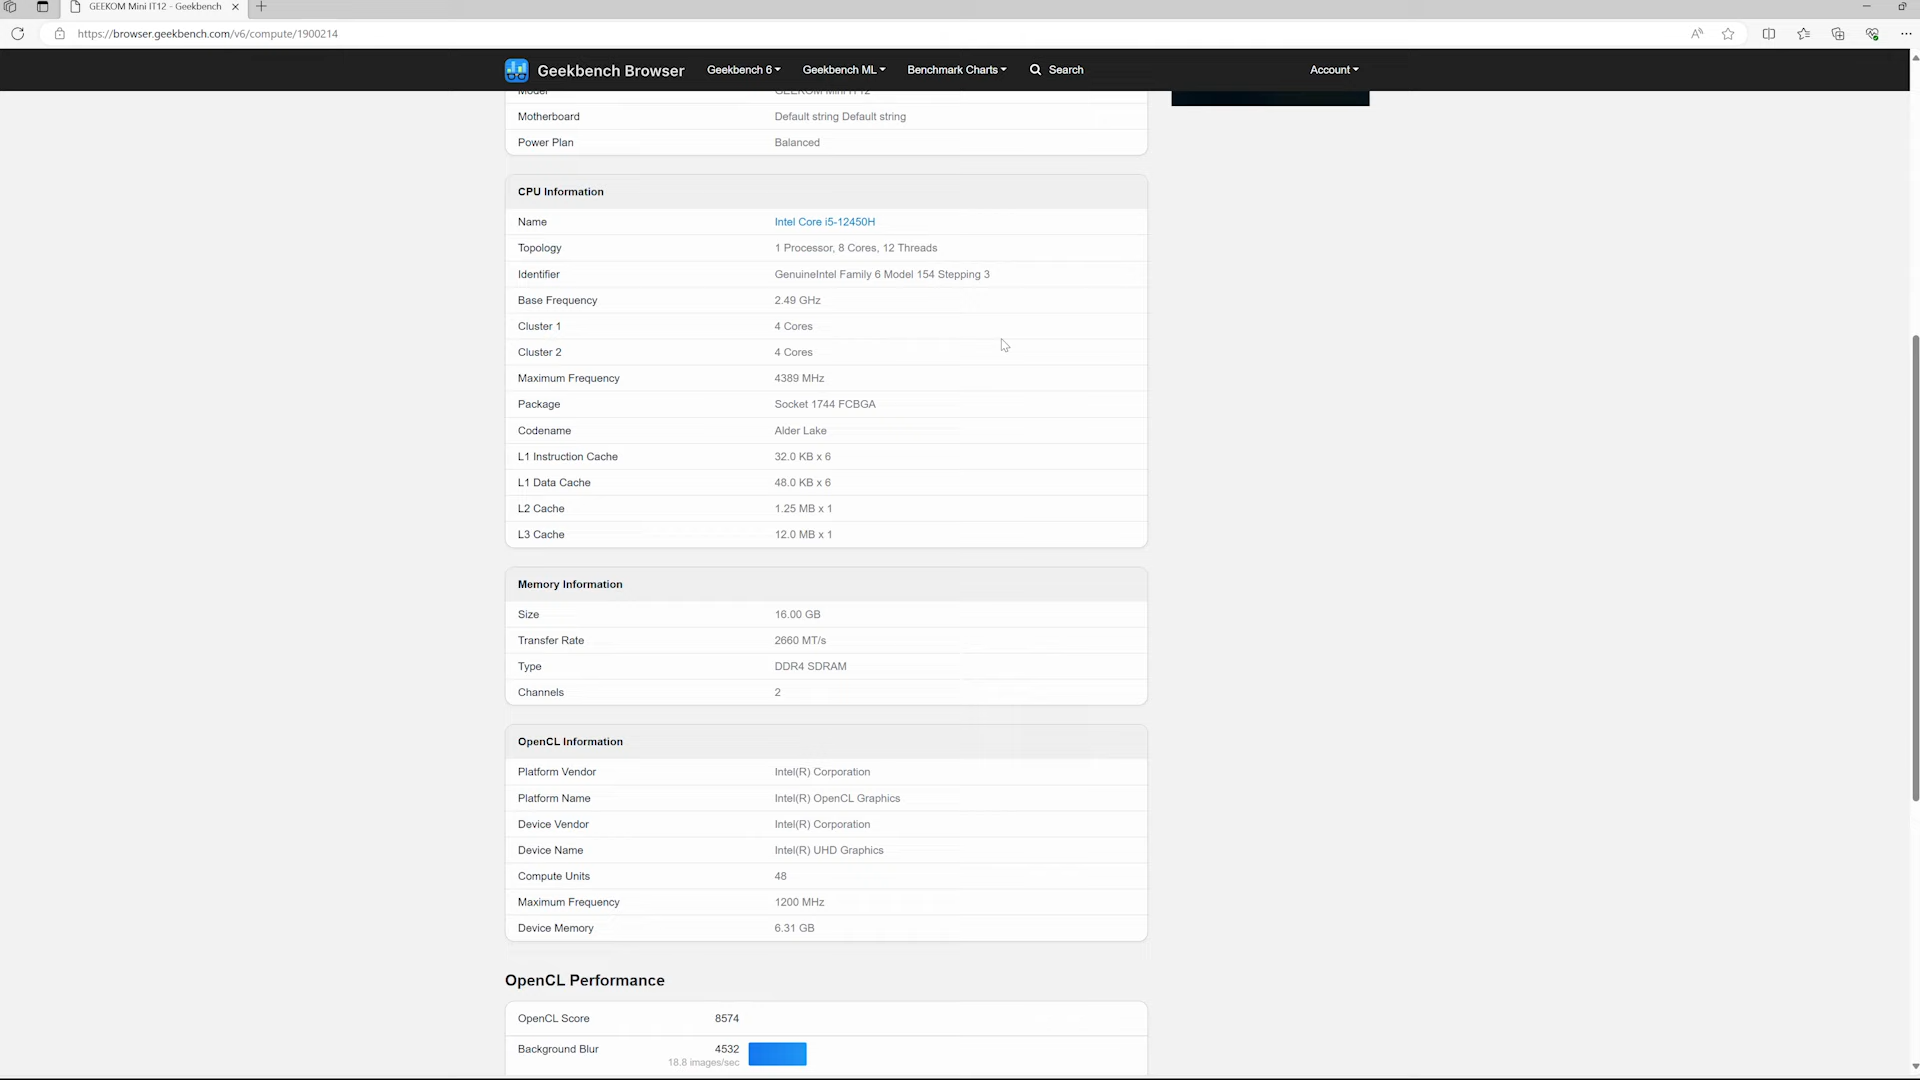 GEEKOM Mini IT12 - Geekbench
https://browser.geekbench.com/v6/compute/1900214
Geekbench Browser Geekbench 6 Geekbench ML Benchmark Charts Search Account
Model GEEKOM Mini IT12
Motherboard Default string Default string
Power Plan Balanced
CPU Information
Name Intel Core i5-12450H
Topology 1 Processor, 8 Cores, 12 Threads
Identifier GenuineIntel Family 6 Model 154 Stepping 3
Base Frequency 2.49 GHz
Cluster 1 4 Cores
Cluster 2 4 Cores
Maximum Frequency 4389 MHz
Package Socket 1744 FCBGA
Codename Alder Lake
L1 Instruction Cache 32.0 KB x 6
L1 Data Cache 48.0 KB x 6
L2 Cache 1.25 MB x 1
L3 Cache 12.0 MB x 1
Memory Information
Size 16.00 GB
Transfer Rate 2660 MT/s
Type DDR4 SDRAM
Channels 2
OpenCL Information
Platform Vendor Intel(R) Corporation
Platform Name Intel(R) OpenCL Graphics
Device Vendor Intel(R) Corporation
Device Name Intel(R) UHD Graphics
Compute Units 48
Maximum Frequency 1200 MHz
Device Memory 6.31 GB
OpenCL Performance
OpenCL Score 8574
Background Blur 4532
18.8 images/sec